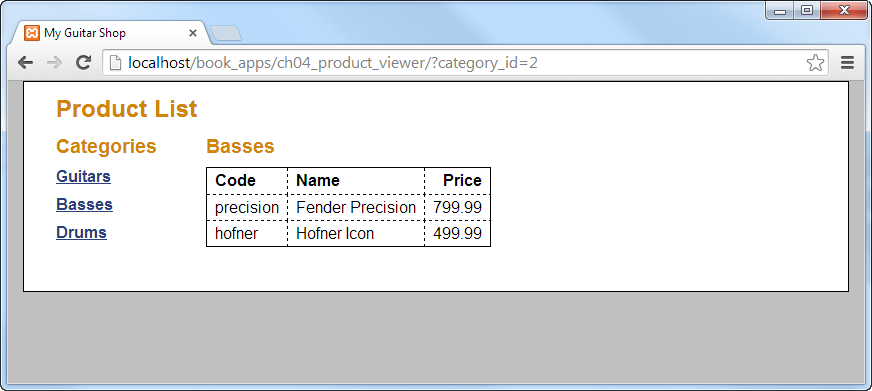 My Guitar Shop
localhost/book_apps/ch04_product_viewer/?category_id=2
Product List
Categories
Guitars
Basses
Drums
Basses
Code Name Price
precision Fender Precision 799.99
hofner Hofner Icon 499.99